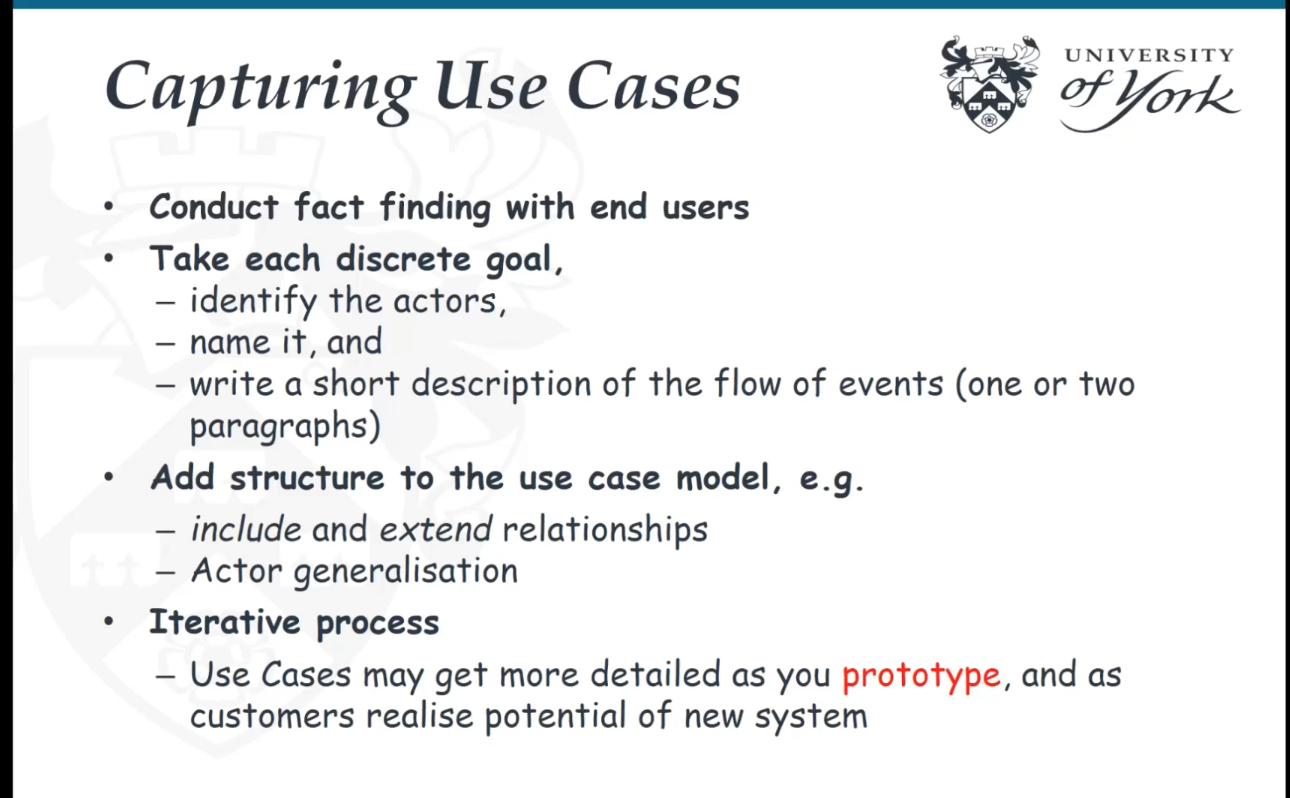 Capturing Use Cases
UNIVERSITY
of York
• Conduct fact finding with end users
• Take each discrete goal,
– identify the actors,
– name it, and
– write a short description of the flow of events (one or two
paragraphs)
• Add structure to the use case model, e.g.
– include and extend relationships
– Actor generalisation
• Iterative process
– Use Cases may get more detailed as you prototype, and as
customers realise potential of new system